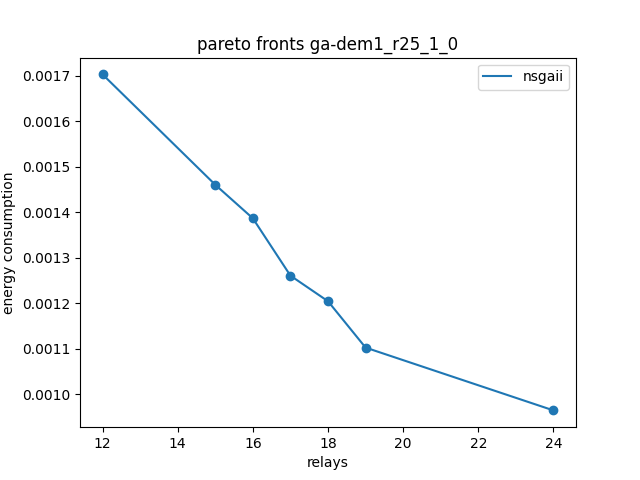 pareto fronts ga-dem1_r25_1_0
nsgaii
energy consumption
0.0017
0.0016
0.0015
0.0014
0.0013
0.0012
0.0011
0.0010
12 14 16 18 20 22 24
relays